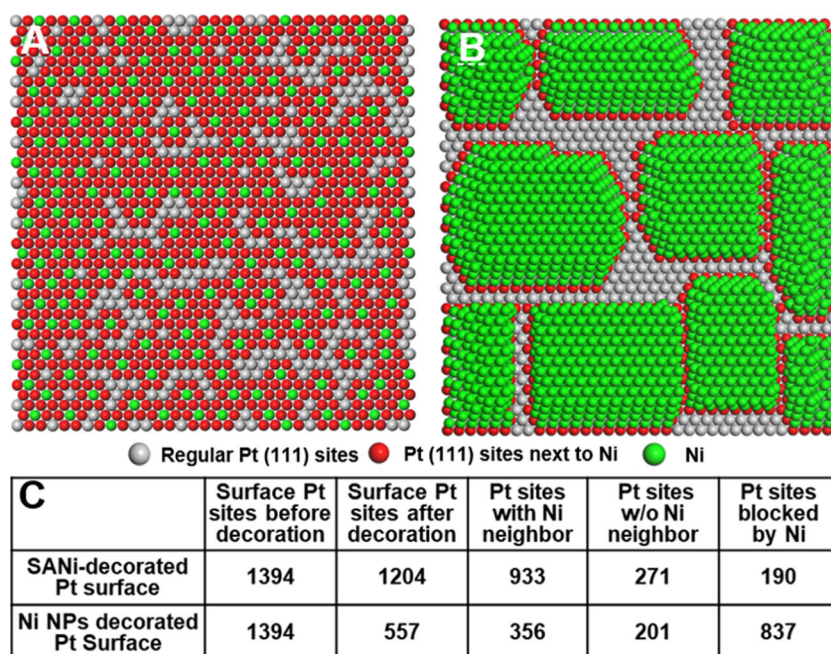 A
B
Regular Pt (111) sites Pt (111) sites next to Ni Ni
C
Surface Pt sites before decoration
Surface Pt sites after decoration
Pt sites with Ni neighbor
Pt sites w/o Ni neighbor
Pt sites blocked by Ni
SANi-decorated Pt surface
1394 1204 933 271 190
Ni NPs decorated Pt Surface
1394 557 356 201 837